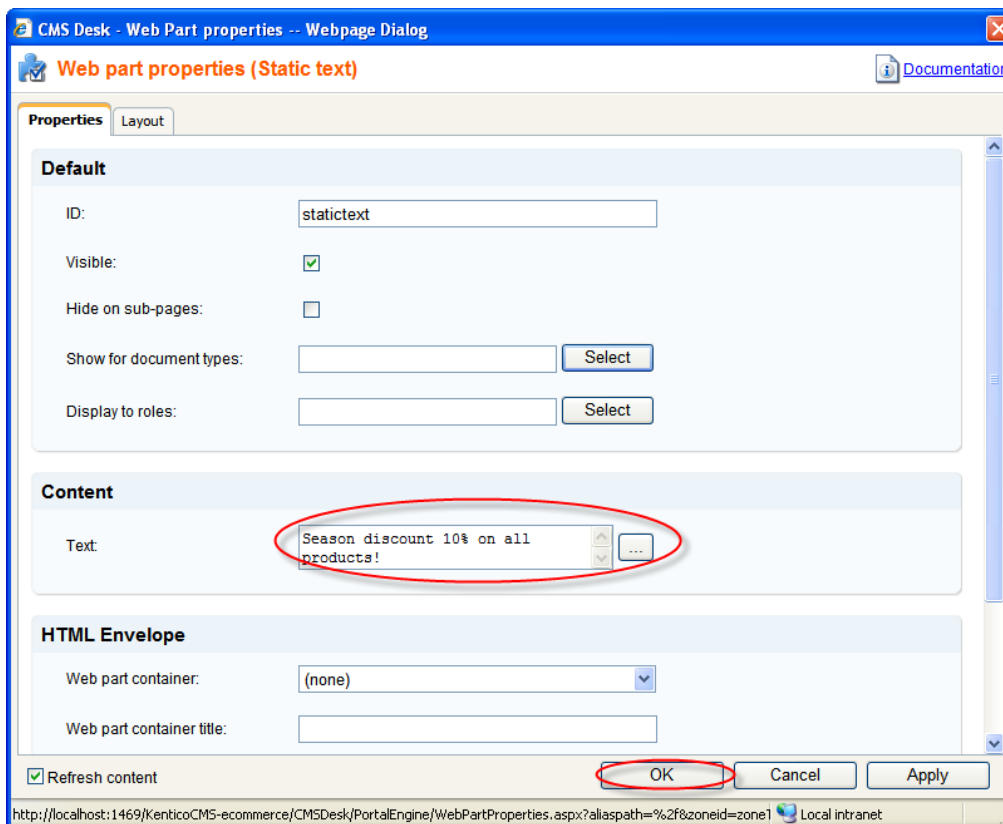 CMS Desk - Web Part properties -- Webpage Dialog
Web part properties (Static text)
Documentation
Properties
Layout
Default
ID:
statictext
Visible:
Hide on sub-pages:
Show for document types:
Select
Display to roles:
Select
Content
Text:
Season discount 10% on all
products!
...
HTML Envelope
Web part container:
(none)
Web part container title:
Refresh content
OK
Cancel
Apply
http://localhost:1469/KenticoCMS-ecommerce/CMSDesk/PortalEngine/WebPartProperties.aspx?aliaspath=%2f&zoneid=zone1
Local intranet